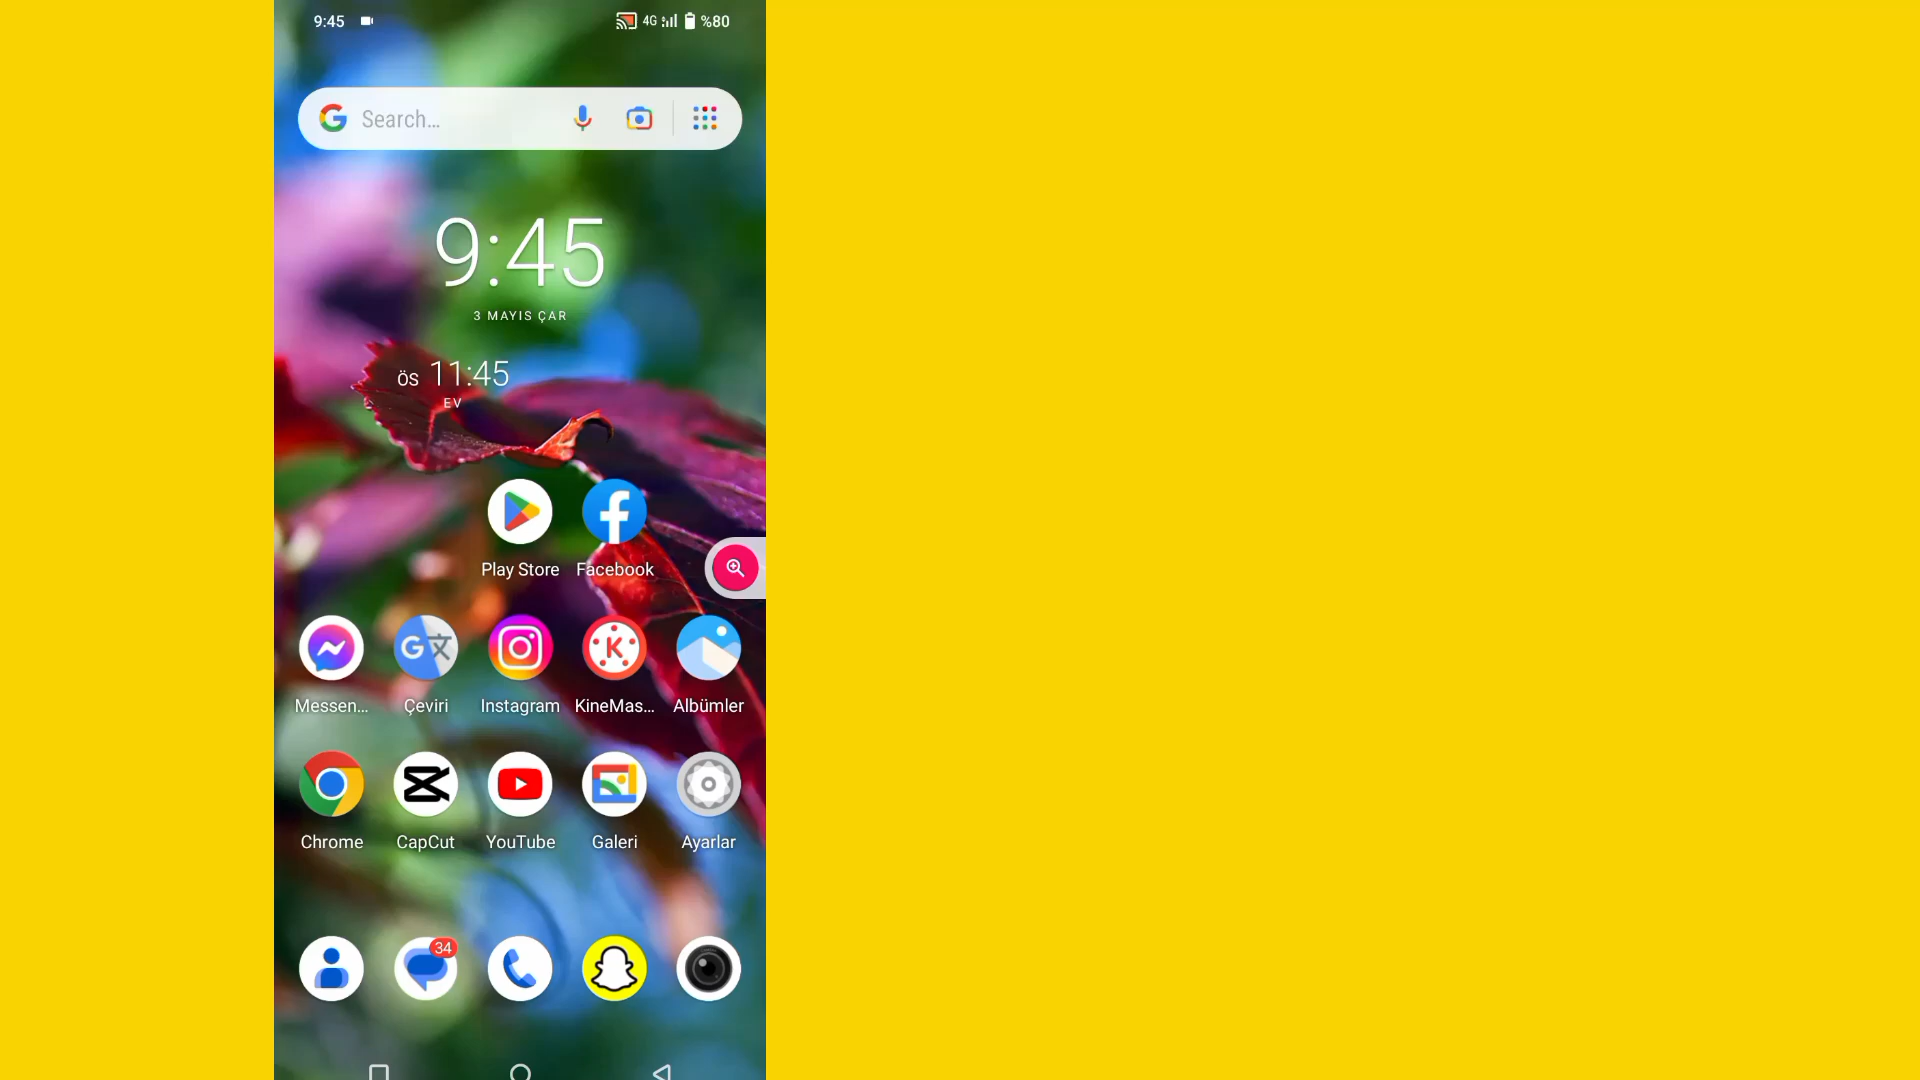 9:45 4G %80
Search...
9:45
3 MAYIS ÇAR
ÖS 11:45
EV
Play Store Facebook
Messen... Çeviri Instagram KineMas... Albümler
Chrome CapCut YouTube Galeri Ayarlar
34